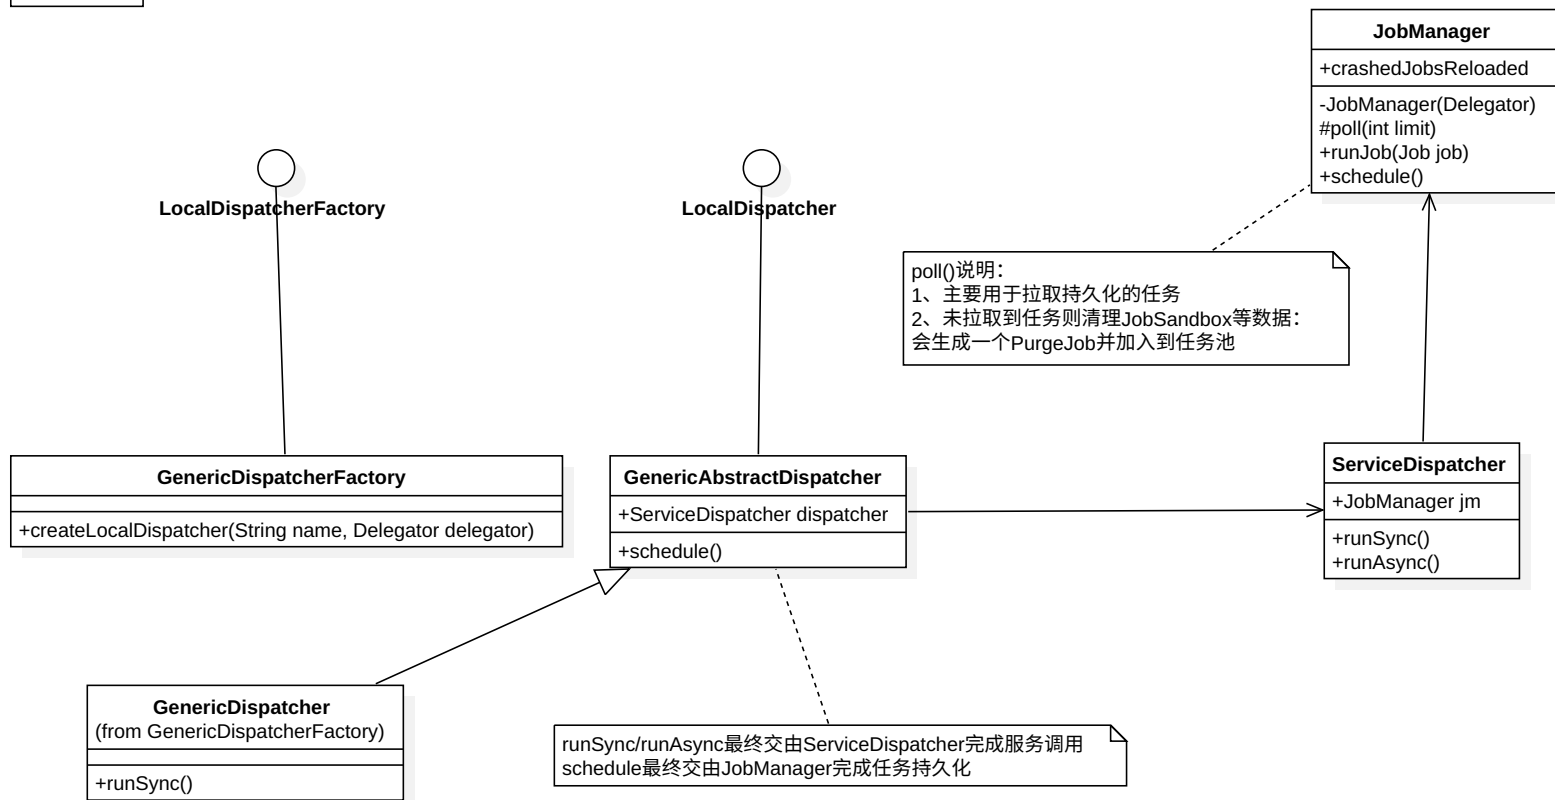 JobManager
+crashedJobsReloaded
-JobManager(Delegator)
#poll(int limit)
+runJob(Job job)
+schedule()
LocalDispatcherFactory
LocalDispatcher
poll()说明：
1、主要用于拉取持久化的任务
2、未拉取到任务则清理JobSandbox等数据：
会生成一个PurgeJob并加入到任务池
GenericDispatcherFactory
+createLocalDispatcher(String name, Delegator delegator)
GenericAbstractDispatcher
+ServiceDispatcher dispatcher
+schedule()
ServiceDispatcher
+JobManager jm
+runSync()
+runAsync()
GenericDispatcher
(from GenericDispatcherFactory)
+runSync()
runSync/runAsync最终交由ServiceDispatcher完成服务调用
schedule最终交由JobManager完成任务持久化